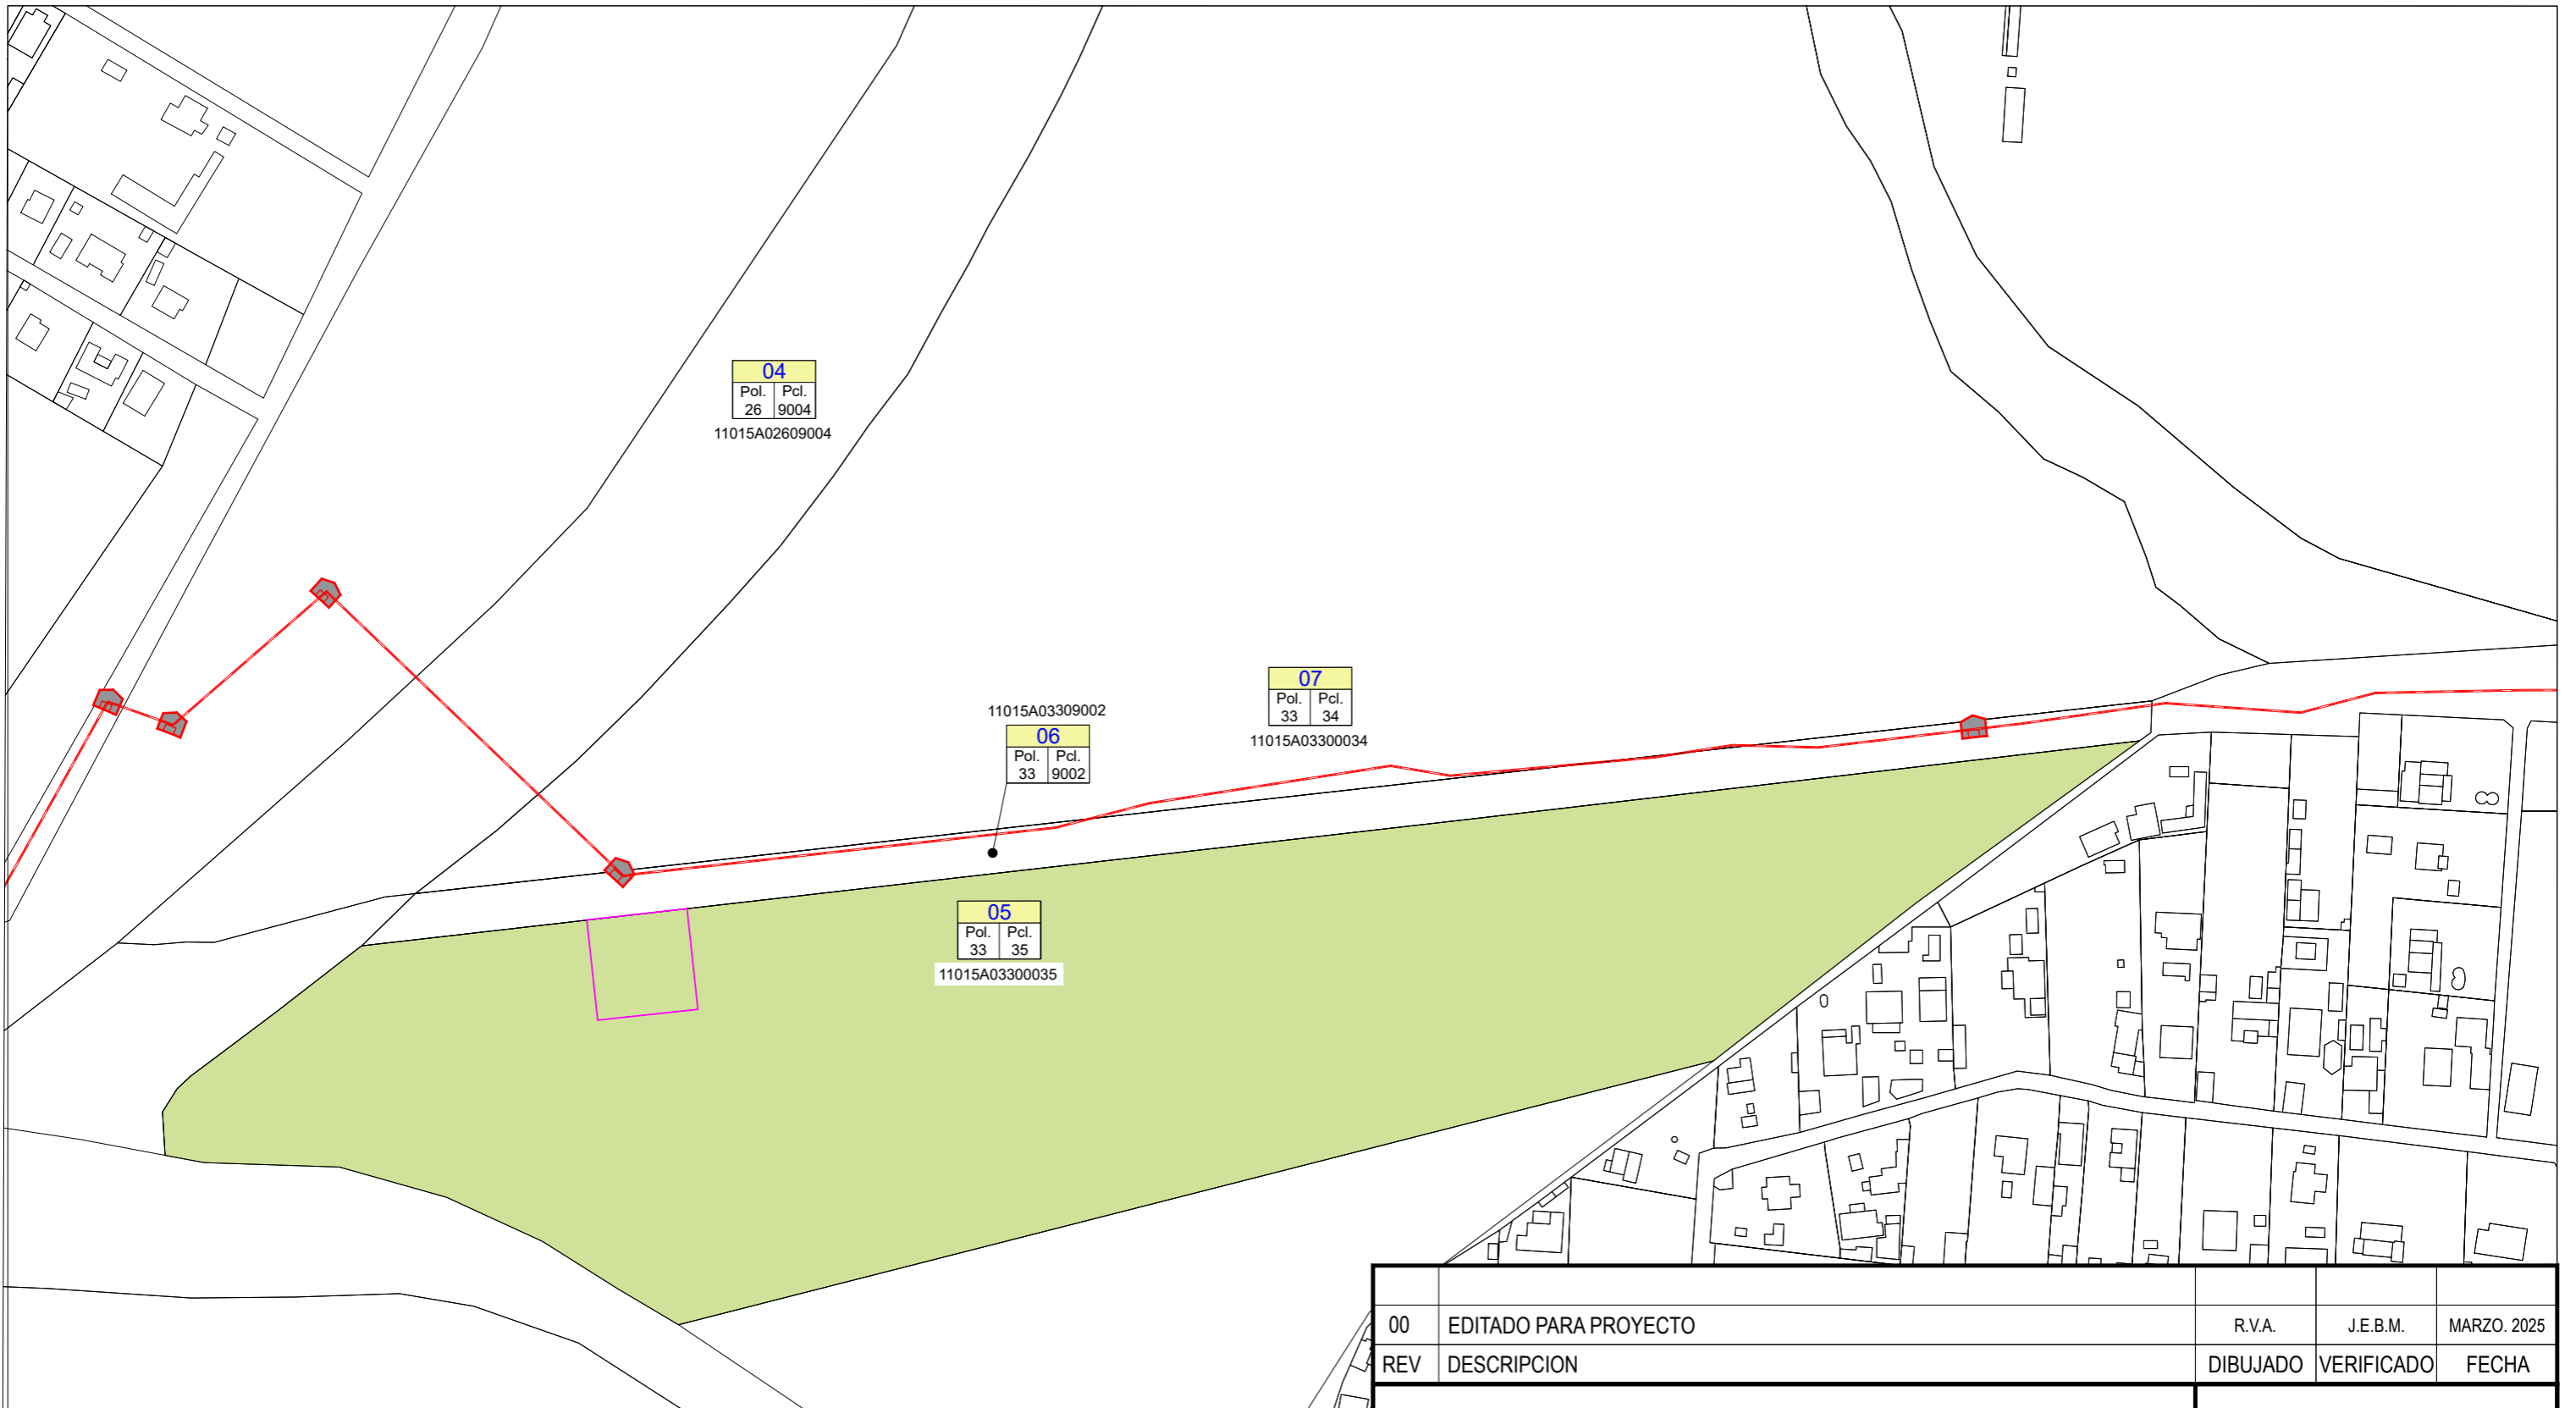 04
Pol. Pcl.
26 9004
11015A02609004
07
Pol. Pcl.
33 34
11015A03300034
11015A03309002
06
Pol. Pcl.
33 9002
05
Pol. Pcl.
33 35
11015A03300035
00 EDITADO PARA PROYECTO R.V.A. J.E.B.M. MARZO. 2025
REV DESCRIPCION DIBUJADO VERIFICADO FECHA